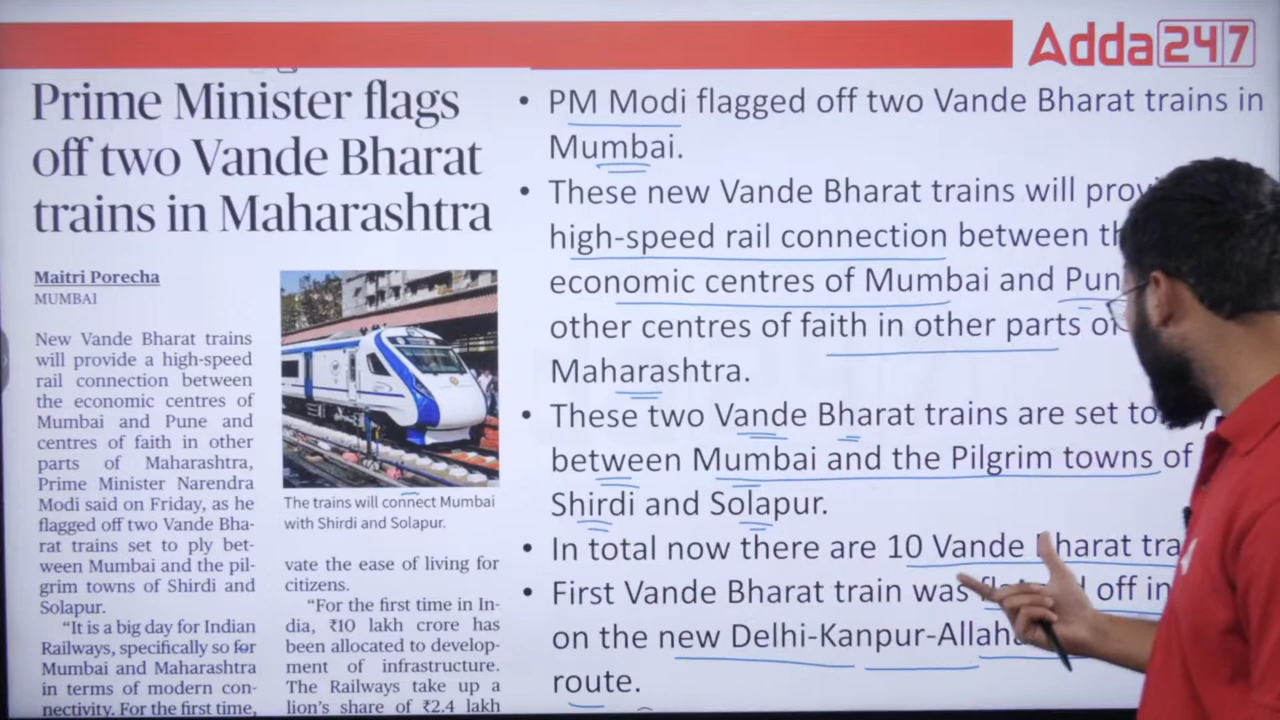 Adda247
Prime Minister flags
off two Vande Bharat
trains in Maharashtra
Maitri Porecha
MUMBAI
New Vande Bharat trains
will provide a high-speed
rail connection between
the economic centres of
Mumbai and Pune and
centres of faith in other
parts of Maharashtra,
Prime Minister Narendra
Modi said on Friday, as he
flagged off two Vande Bha-
rat trains set to ply bet-
ween Mumbai and the pil-
grim towns of Shirdi and
Solapur.
“It is a big day for Indian
Railways, specifically so for
Mumbai and Maharashtra
in terms of modern con-
nectivity. For the first time,
The trains will connect Mumbai
with Shirdi and Solapur.
vate the ease of living for
citizens.
“For the first time in In-
dia, ₹10 lakh crore has
been allocated to develop-
ment of infrastructure.
The Railways take up a
lion’s share of ₹2.4 lakh
• PM Modi flagged off two Vande Bharat trains in
Mumbai.
• These new Vande Bharat trains will
high-speed rail connection between
economic centres of Mumbai and
other centres of faith in other parts of
Maharashtra.
• These two Vande Bharat trains are set to
between Mumbai and the Pilgrim towns of
Shirdi and Solapur.
• In total now there are 10 Vande Bharat
• First Vande Bharat train was off in
on the new Delhi-Kanpur-
route.